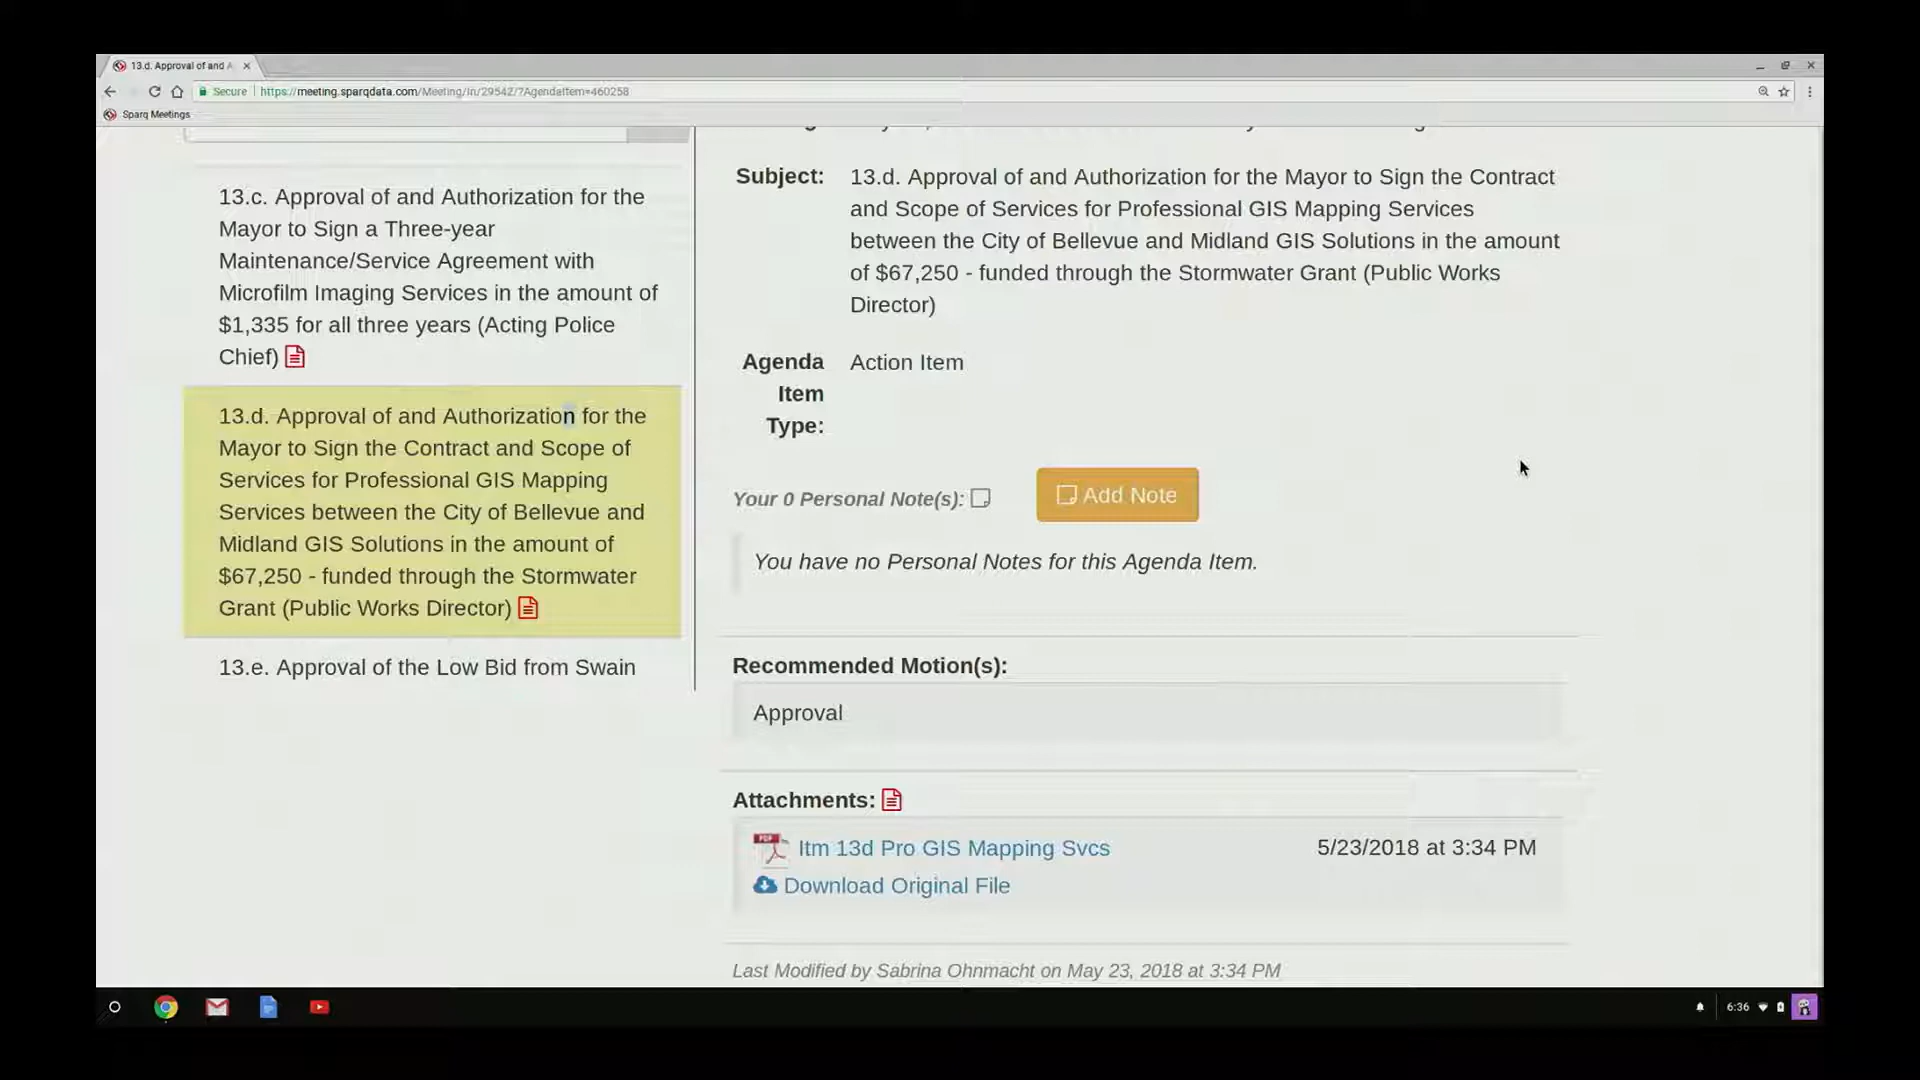 13.d. Approval of and A
Secure
https://meeting.sparqdata.com/Meeting/In/29542/?AgendaItem=460258
Sparq Meetings
13.c. Approval of and Authorization for the
Mayor to Sign a Three-year
Maintenance/Service Agreement with
Microfilm Imaging Services in the amount of
$1,335 for all three years (Acting Police
Chief)
13.d. Approval of and Authorization for the
Mayor to Sign the Contract and Scope of
Services for Professional GIS Mapping
Services between the City of Bellevue and
Midland GIS Solutions in the amount of
$67,250 - funded through the Stormwater
Grant (Public Works Director)
13.e. Approval of the Low Bid from Swain
Subject: 13.d. Approval of and Authorization for the Mayor to Sign the Contract
and Scope of Services for Professional GIS Mapping Services
between the City of Bellevue and Midland GIS Solutions in the amount
of $67,250 - funded through the Stormwater Grant (Public Works
Director)
Agenda Action Item
Item
Type:
Your 0 Personal Note(s): Add Note
You have no Personal Notes for this Agenda Item.
Recommended Motion(s):
Approval
Attachments:
PDF
Itm 13d Pro GIS Mapping Svcs 5/23/2018 at 3:34 PM
Download Original File
Last Modified by Sabrina Ohnmacht on May 23, 2018 at 3:34 PM
6:36